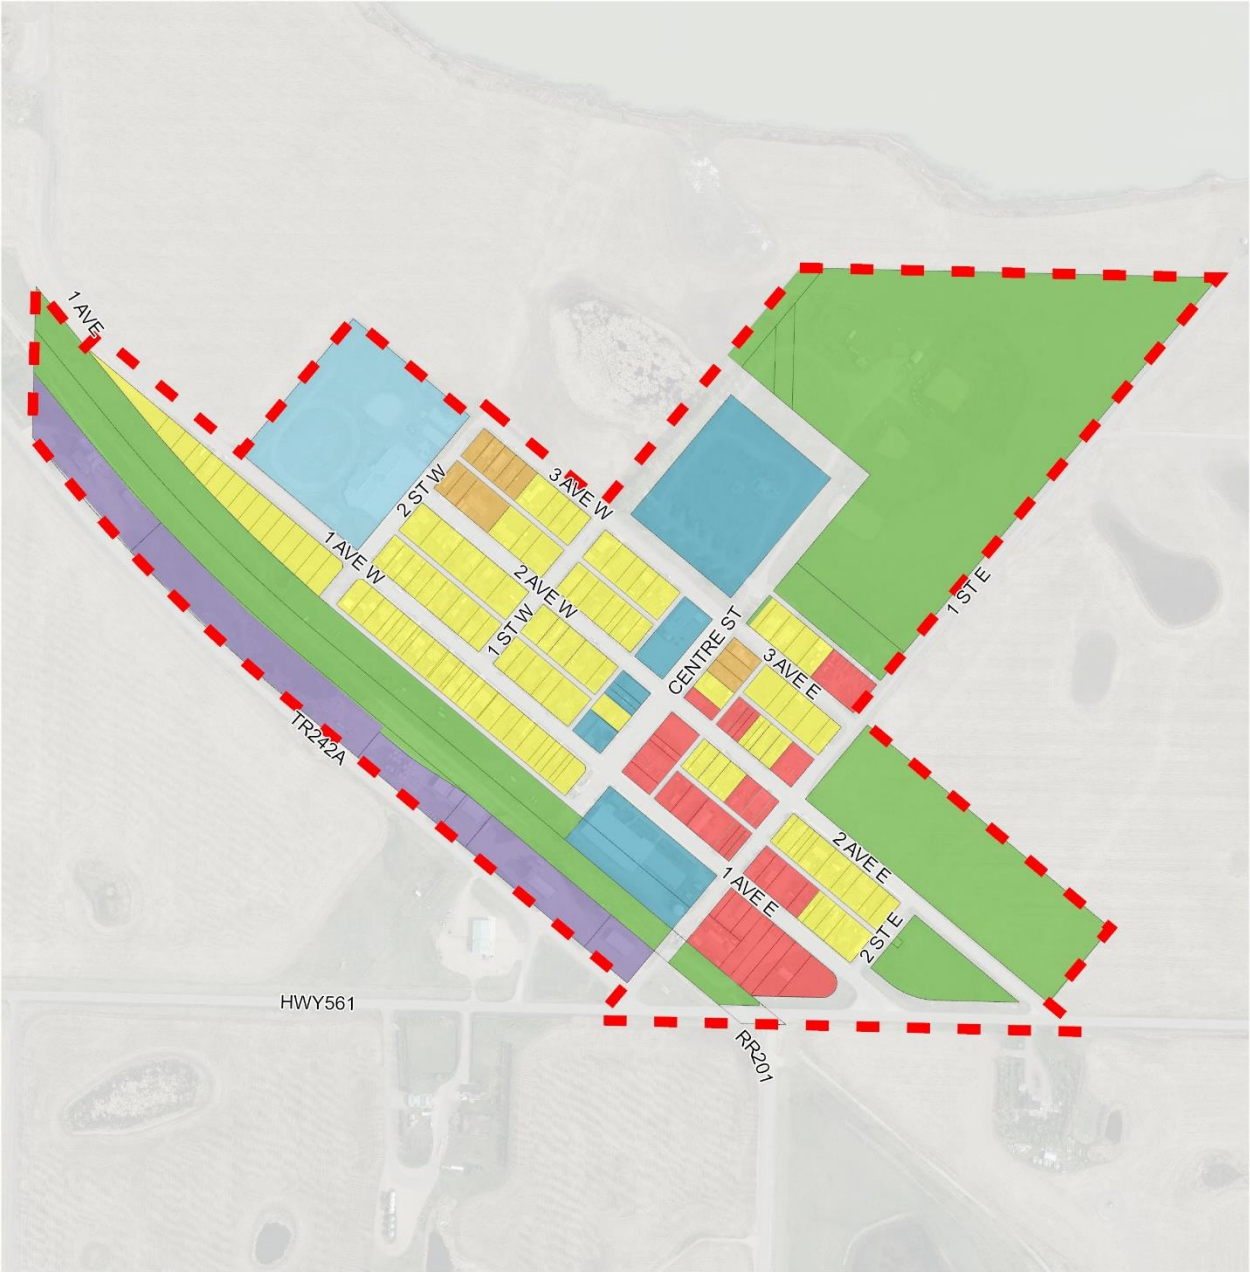 1 AVE
3 AVE W
2 ST W
1 AVE W
2 AVE W
1 ST W
1 ST E
CENTRE ST
3 AVE E
TR242A
2 AVE E
1 AVE E
2 ST E
HWY561
RR201